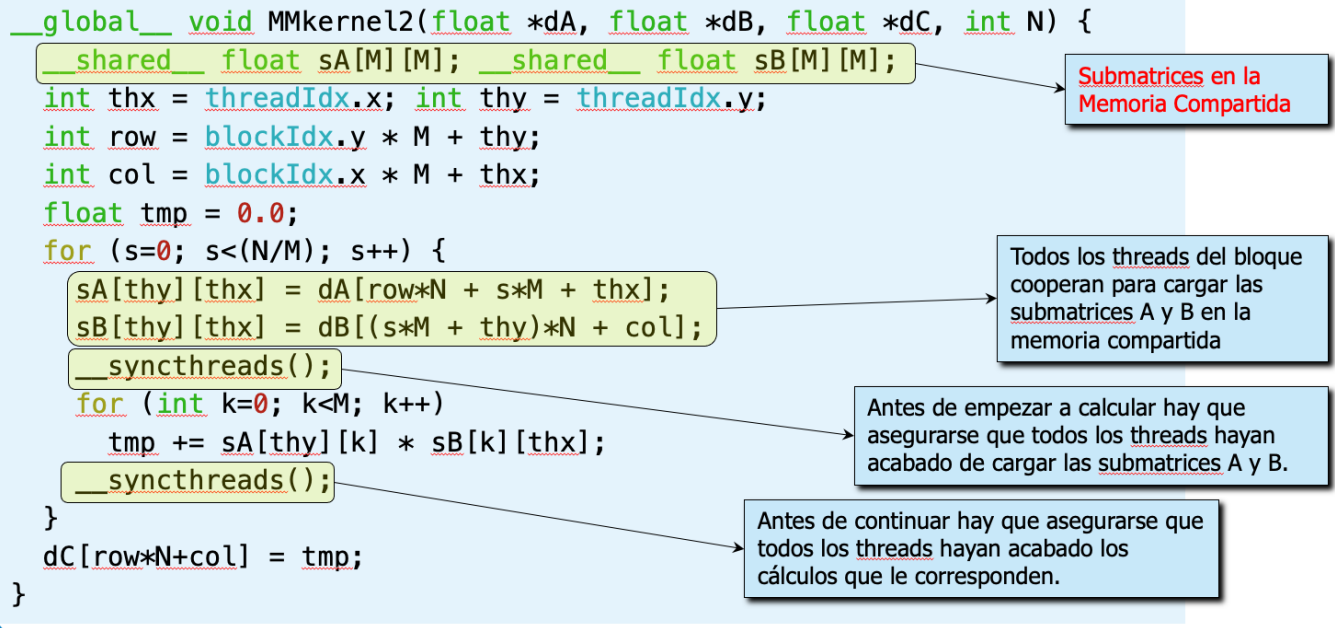 __global__ void MMkernel2(float *dA, float *dB, float *dC, int N) {
__shared__ float sA[M][M]; __shared__ float sB[M][M];
int thx = threadIdx.x; int thy = threadIdx.y;
int row = blockIdx.y * M + thy;
int col = blockIdx.x * M + thx;
float tmp = 0.0;
for (s=0; s<(N/M); s++) {
sA[thy][thx] = dA[row*N + s*M + thx];
sB[thy][thx] = dB[(s*M + thy)*N + col];
__syncthreads();
for (int k=0; k<M; k++)
tmp += sA[thy][k] * sB[k][thx];
__syncthreads();
}
dC[row*N+col] = tmp;
}
Submatrices en la
Memoria Compartida
Todos los threads del bloque
cooperan para cargar las
submatrices A y B en la
memoria compartida
Antes de empezar a calcular hay que
asegurarse que todos los threads hayan
acabado de cargar las submatrices A y B.
Antes de continuar hay que asegurarse que
todos los threads hayan acabado los
cálculos que le corresponden.